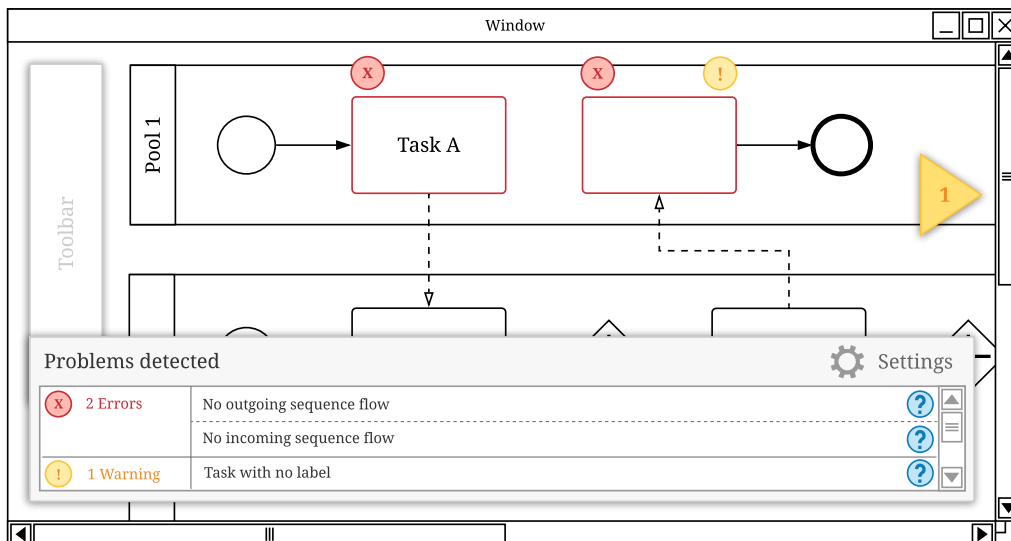 Window
X
X
!
Pool 1
Task A
1
Toolbar
Problems detected
Settings
X
2 Errors
No outgoing sequence flow
?
No incoming sequence flow
?
!
1 Warning
Task with no label
?